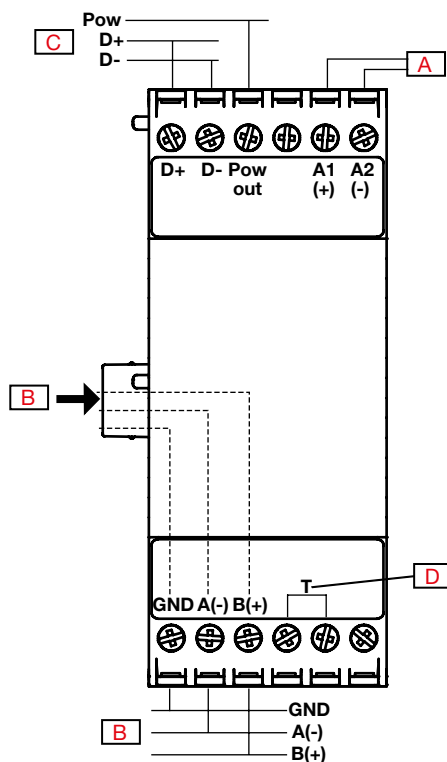 Pow
C
D+
D-
A
D+ D- Pow out A1 (+) A2 (-)
B
T
D
GND A(-) B(+)
GND
B
A(-)
B(+)